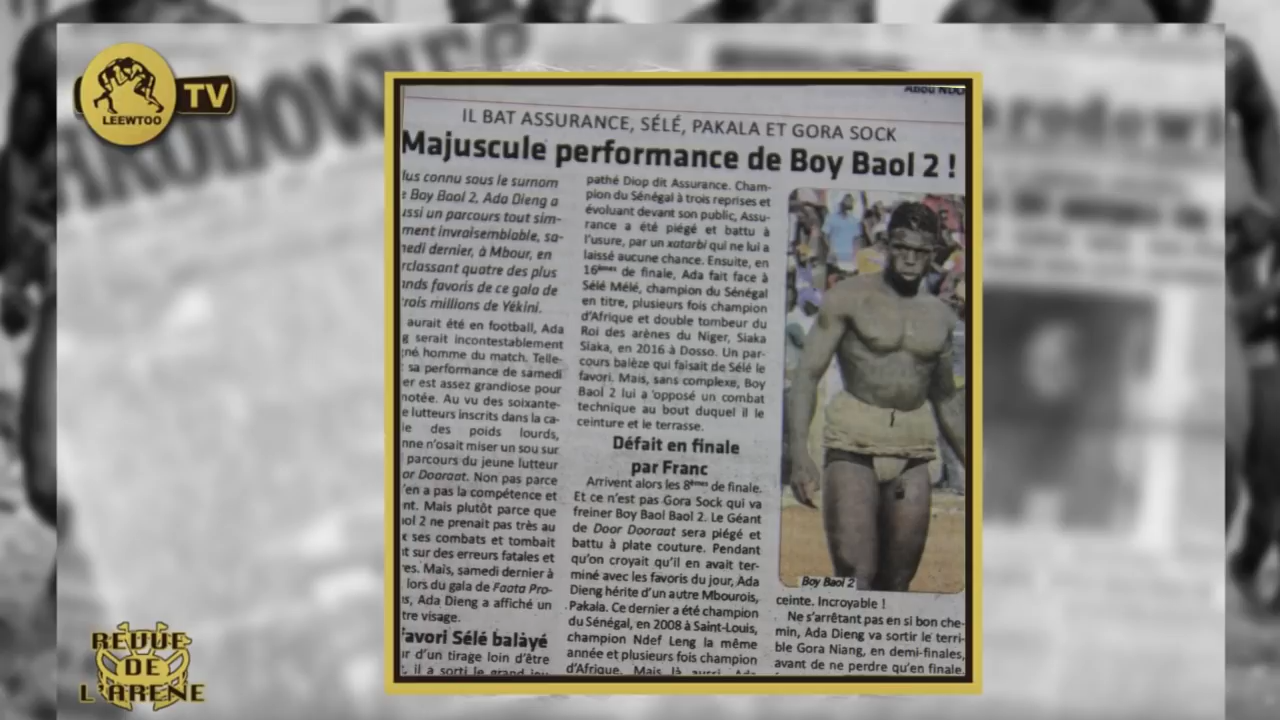 LEEWTOO
TV
Abou NDO
IL BAT ASSURANCE, SÉLÉ, PAKALA ET GORA SOCK
Majuscule performance de Boy Baol 2 !
lus connu sous le surnom
e Boy Baol 2, Ada Dieng a
ussi un parcours tout sim-
ment invraisemblable, sa-
nedi dernier, à Mbour, en
rclassant quatre des plus
nds favoris de ce gala de
rois millions de Yékini.
aurait été en football, Ada
g serait incontestablement
né homme du match. Telle-
sa performance de samedi
er est assez grandiose pour
notée. Au vu des soixante-
e lutteurs inscrits dans la ca-
ie des poids lourds,
nne n'osait miser un sou sur
parcours du jeune lutteur
or Dooraat. Non pas parce
'en a pas la compétence et
nt. Mais plutôt parce que
ol 2 ne prenait pas très au
x ses combats et tombait
t sur des erreurs fatales et
res. Mais, samedi dernier à
lors du gala de Faata Pro-
s, Ada Dieng a affiché un
tre visage.
avori Sélé balayé
r d'un tirage loin d'être
, il a sorti le grand jeu
pathé Diop dit Assurance. Cham-
pion du Sénégal à trois reprises et
évoluant devant son public, Assu-
rance a été piégé et battu à
l'usure, par un xatarbi qui ne lui a
laissé aucune chance. Ensuite, en
16èmes de finale, Ada fait face à
Sélé Mélé, champion du Sénégal
en titre, plusieurs fois champion
d'Afrique et double tombeur du
Roi des arènes du Niger, Siaka
Siaka, en 2016 à Dosso. Un par-
cours balèze qui faisait de Sélé le
favori. Mais, sans complexe, Boy
Baol 2 lui a opposé un combat
technique au bout duquel il le
ceinture et le terrasse.
Défait en finale
par Franc
Arrivent alors les 8èmes de finale.
Et ce n'est pas Gora Sock qui va
freiner Boy Baol Baol 2. Le Géant
de Door Dooraat sera piégé et
battu à plate couture. Pendant
qu'on croyait qu'il en avait ter-
miné avec les favoris du jour, Ada
Dieng hérite d'un autre Mbourois,
Pakala. Ce dernier a été champion
du Sénégal, en 2008 à Saint-Louis,
champion Ndef Leng la même
année et plusieurs fois champion
d'Afrique. Mais là aussi, Ada
Boy Baol 2
ceinte. Incroyable !
Ne s'arrêtant pas en si bon che-
min, Ada Dieng va sortir le terri-
ble Gora Niang, en demi-finales,
avant de ne perdre qu'en finale,
REVUE
DE
L'ARENE